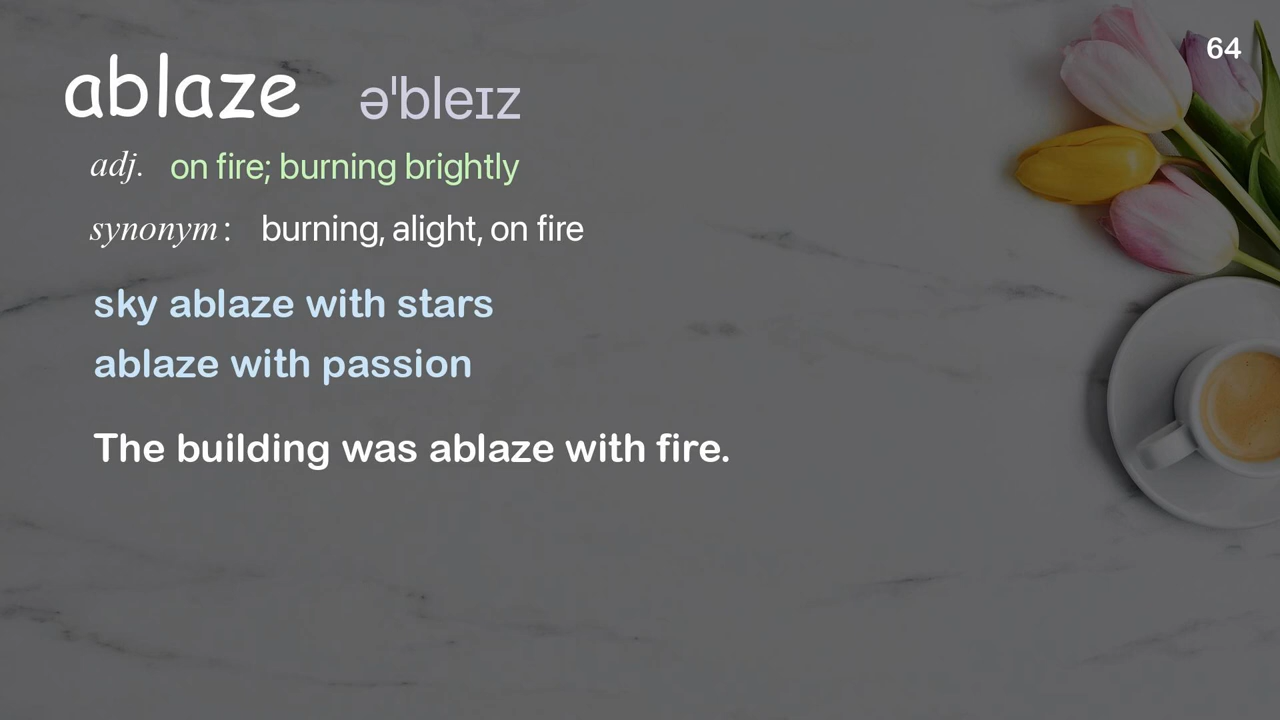 64
ablaze əˈbleɪz
adj. on fire; burning brightly
synonym: burning, alight, on fire
sky ablaze with stars
ablaze with passion
The building was ablaze with fire.